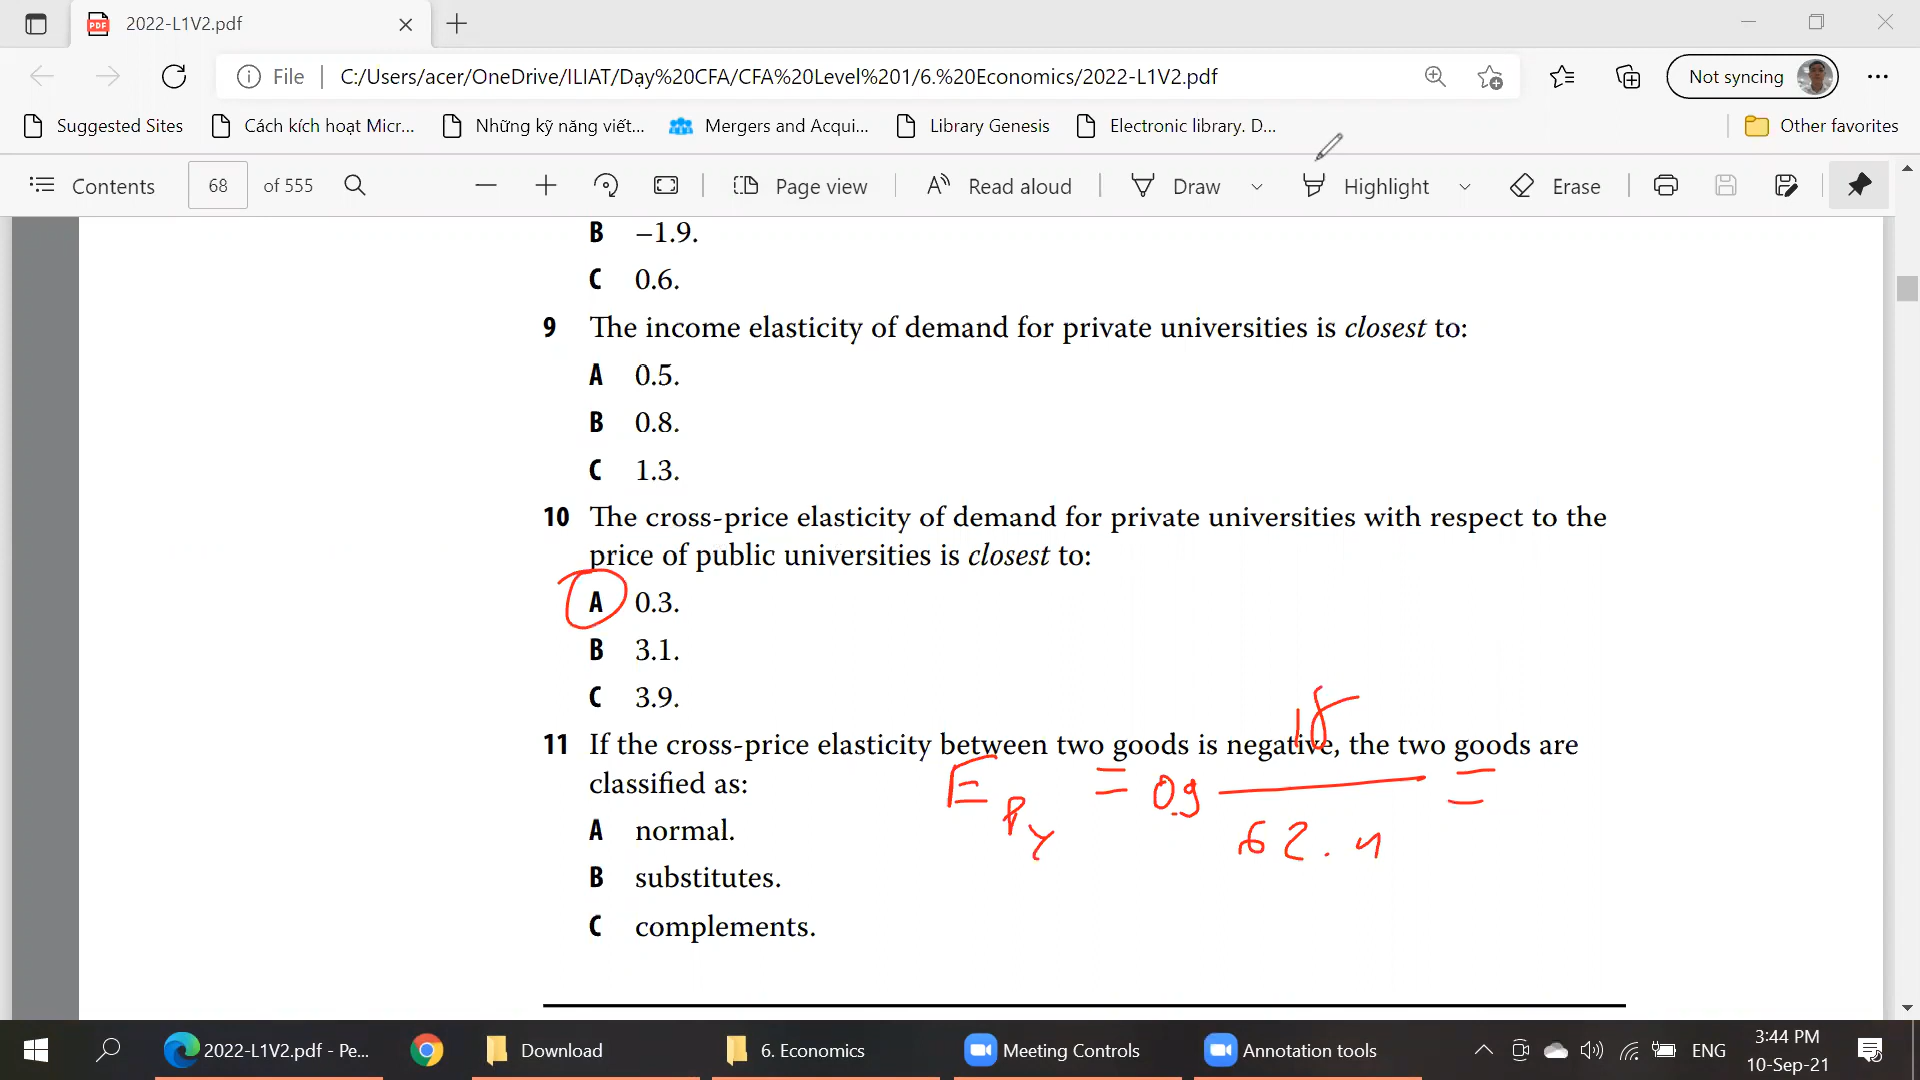 2022-L1V2.pdf
File
C:/Users/acer/OneDrive/ILIAT/Dạy%20CFA/CFA%20Level%201/6.%20Economics/2022-L1V2.pdf
Not syncing
Suggested Sites
Cách kích hoạt Micr...
Những kỹ năng viết...
Mergers and Acqui...
Library Genesis
Electronic library. D...
Other favorites
Contents
68 of 555
Page view
Read aloud
Draw
Highlight
Erase
B –1.9.
C 0.6.
9 The income elasticity of demand for private universities is closest to:
A 0.5.
B 0.8.
C 1.3.
10 The cross-price elasticity of demand for private universities with respect to the
price of public universities is closest to:
A 0.3.
B 3.1.
C 3.9.
11 If the cross-price elasticity between two goods is negative, the two goods are
classified as:
18
E Py = 0.9 =
62.4
A normal.
B substitutes.
C complements.
2022-L1V2.pdf - Pe...
Download
6. Economics
Meeting Controls
Annotation tools
ENG
3:44 PM
10-Sep-21